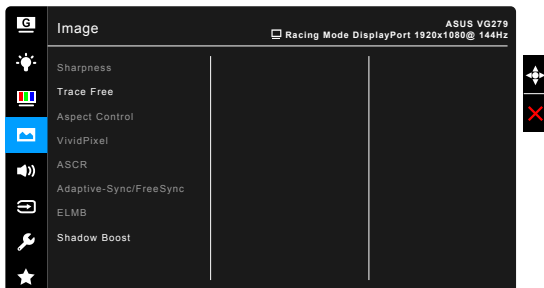 G
Image
ASUS VG279
Racing Mode DisplayPort 1920x1080@ 144Hz
Sharpness
Trace Free
Aspect Control
VividPixel
ASCR
Adaptive-Sync/FreeSync
ELMB
Shadow Boost